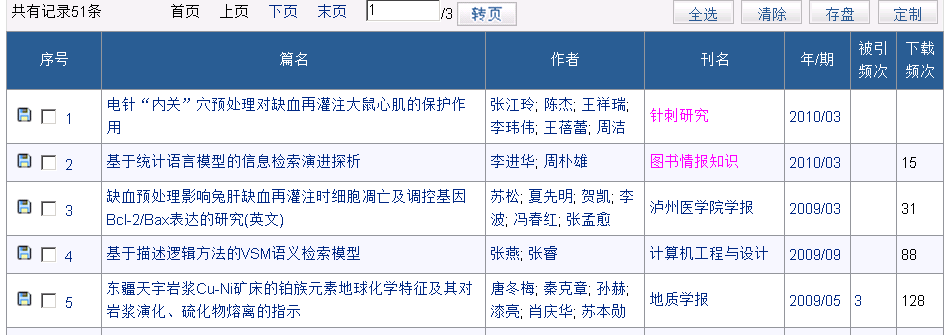 共有记录51条 首页 上页 下页 末页 1 /3 转页 全选 清除 存盘 定制
序号 篇名 作者 刊名 年/期 被引频次 下载频次
1 电针“内关”穴预处理对缺血再灌注大鼠心肌的保护作用 张江玲; 陈杰; 王祥瑞; 李玮伟; 王蓓蕾; 周洁 针刺研究 2010/03
2 基于统计语言模型的信息检索演进探析 李进华; 周朴雄 图书情报知识 2010/03 15
3 缺血预处理影响兔肝缺血再灌注时细胞凋亡及调控基因Bcl-2/Bax表达的研究(英文) 苏松; 夏先明; 贺凯; 李波; 冯春红; 张孟愈 泸州医学院学报 2009/03 31
4 基于描述逻辑方法的VSM语义检索模型 张燕; 张睿 计算机工程与设计 2009/09 88
5 东疆天宇岩浆Cu-Ni矿床的铂族元素地球化学特征及其对岩浆演化、硫化物熔离的指示 唐冬梅; 秦克章; 孙赫; 漆亮; 肖庆华; 苏本勋 地质学报 2009/05 3 128